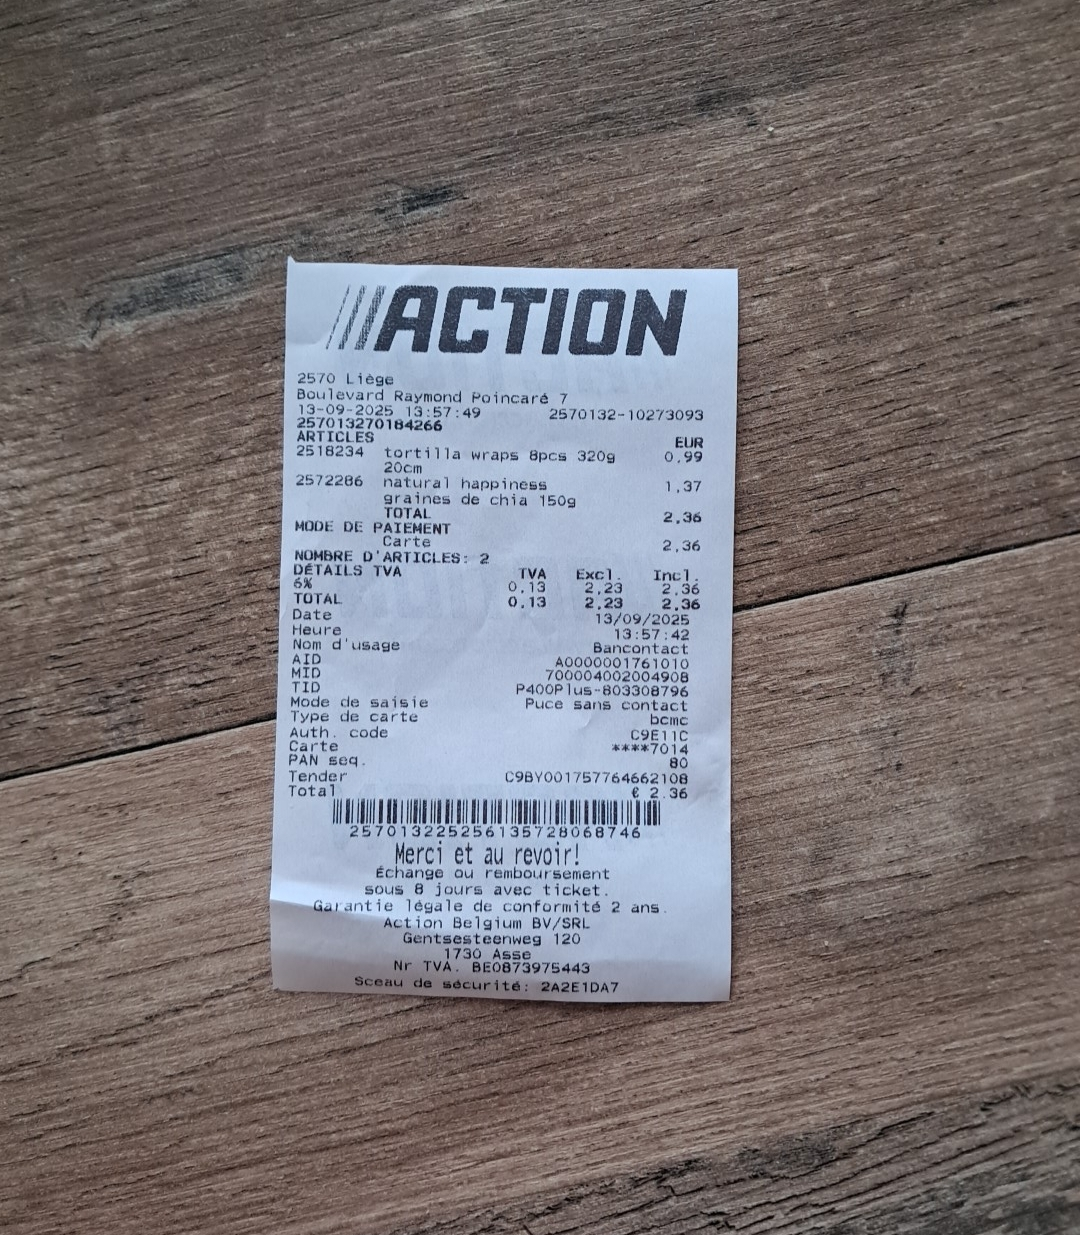 ACTION
2570 Liège
Boulevard Raymond Poincaré 7
13-09-2025 13:57:49 2570132-10273093
257013270184266
ARTICLES EUR
2518234 tortilla wraps 8pcs 320g 0,99
20cm
2572286 natural happiness 1,37
graines de chia 150g
TOTAL 2,36
MODE DE PAIEMENT
Carte 2,36
NOMBRE D'ARTICLES: 2
DÉTAILS TVA TVA Excl. Incl.
6% 0,13 2,23 2,36
TOTAL 0,13 2,23 2,36
Date 13/09/2025
Heure 13:57:42
Nom d'usage Bancontact
AID A0000001761010
MID 700004002004908
TID P400Plus-803308796
Mode de saisie Puce sans contact
Type de carte bcmc
Auth. code C9E11C
Carte ****7014
PAN seq. 80
Tender C9BY001757764662108
Total € 2.36
257013225256135728068746
Merci et au revoir!
Échange ou remboursement
sous 8 jours avec ticket.
Garantie légale de conformité 2 ans.
Action Belgium BV/SRL
Gentsesteenweg 120
1730 Asse
Nr TVA. BE0873975443
Sceau de sécurité: 2A2E1DA7